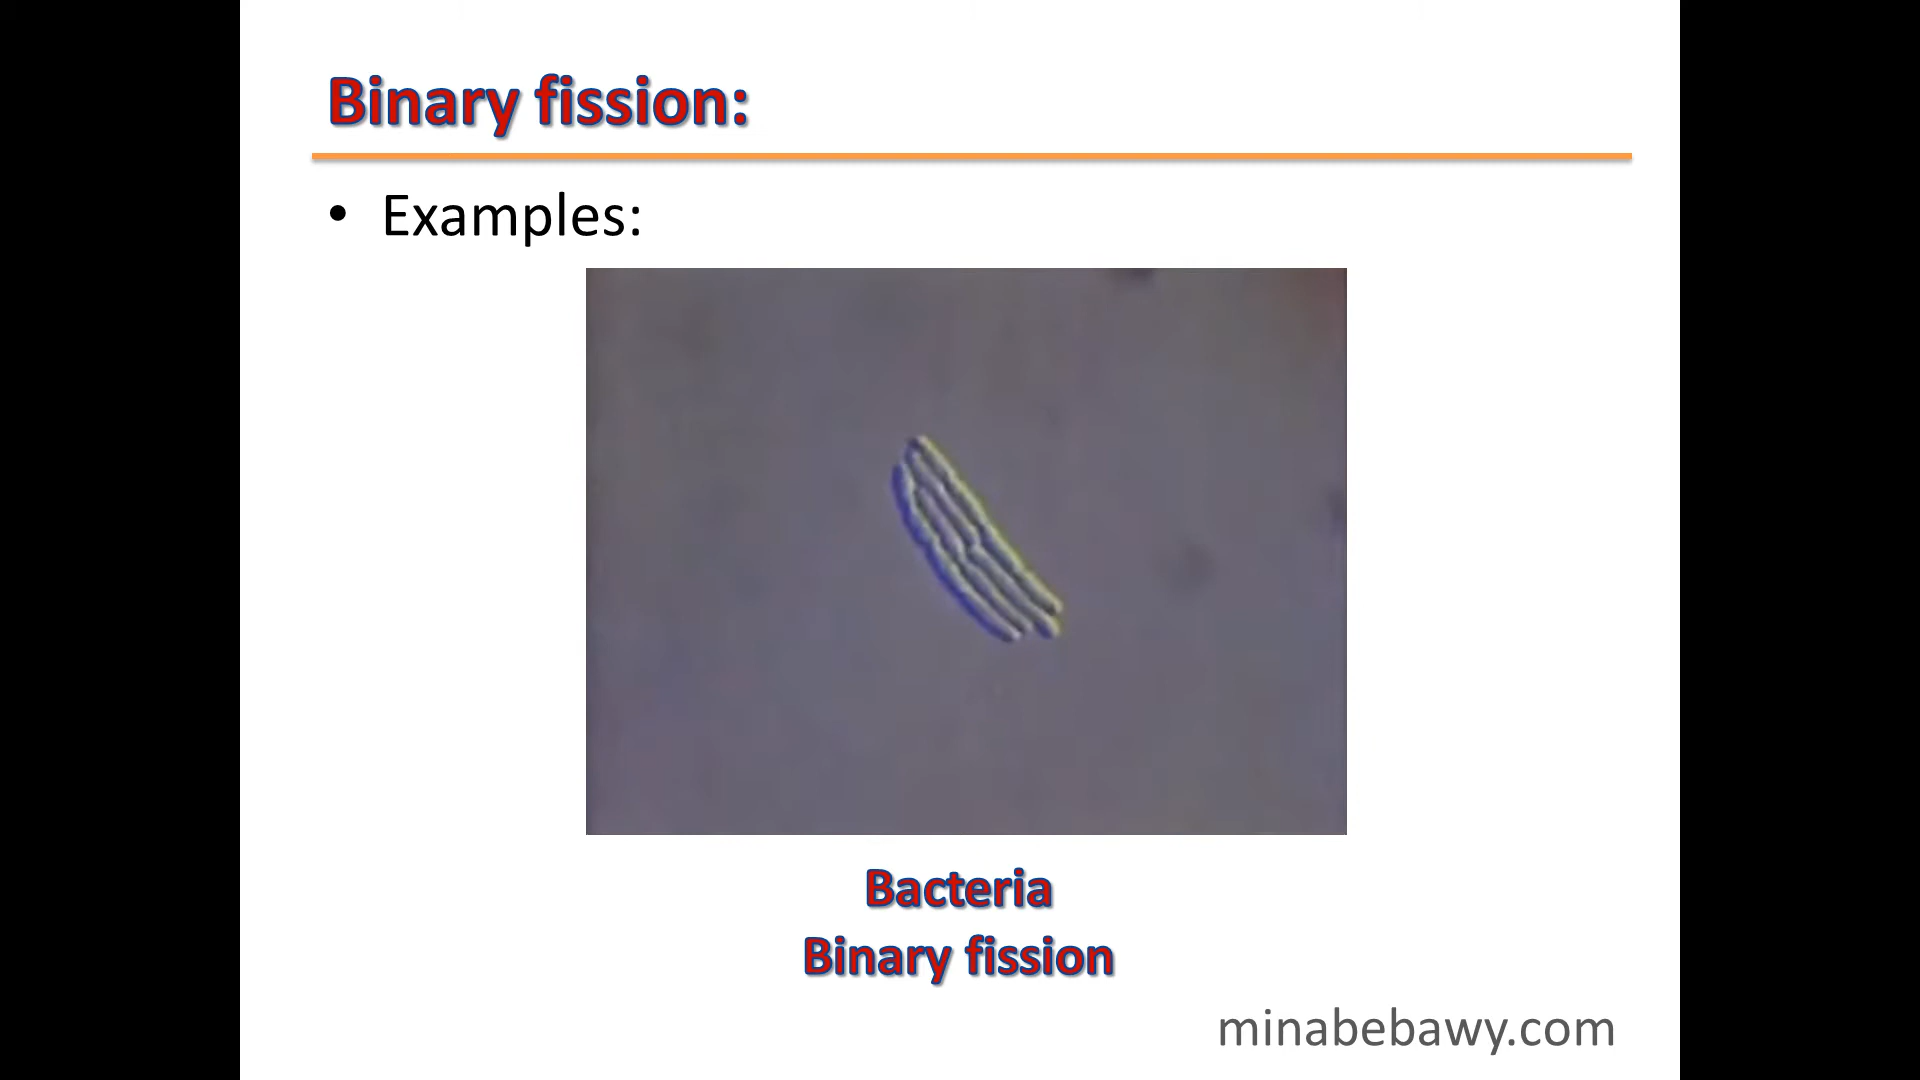 Binary fission:
• Examples:
Bacteria
Binary fission
minabebawy.com